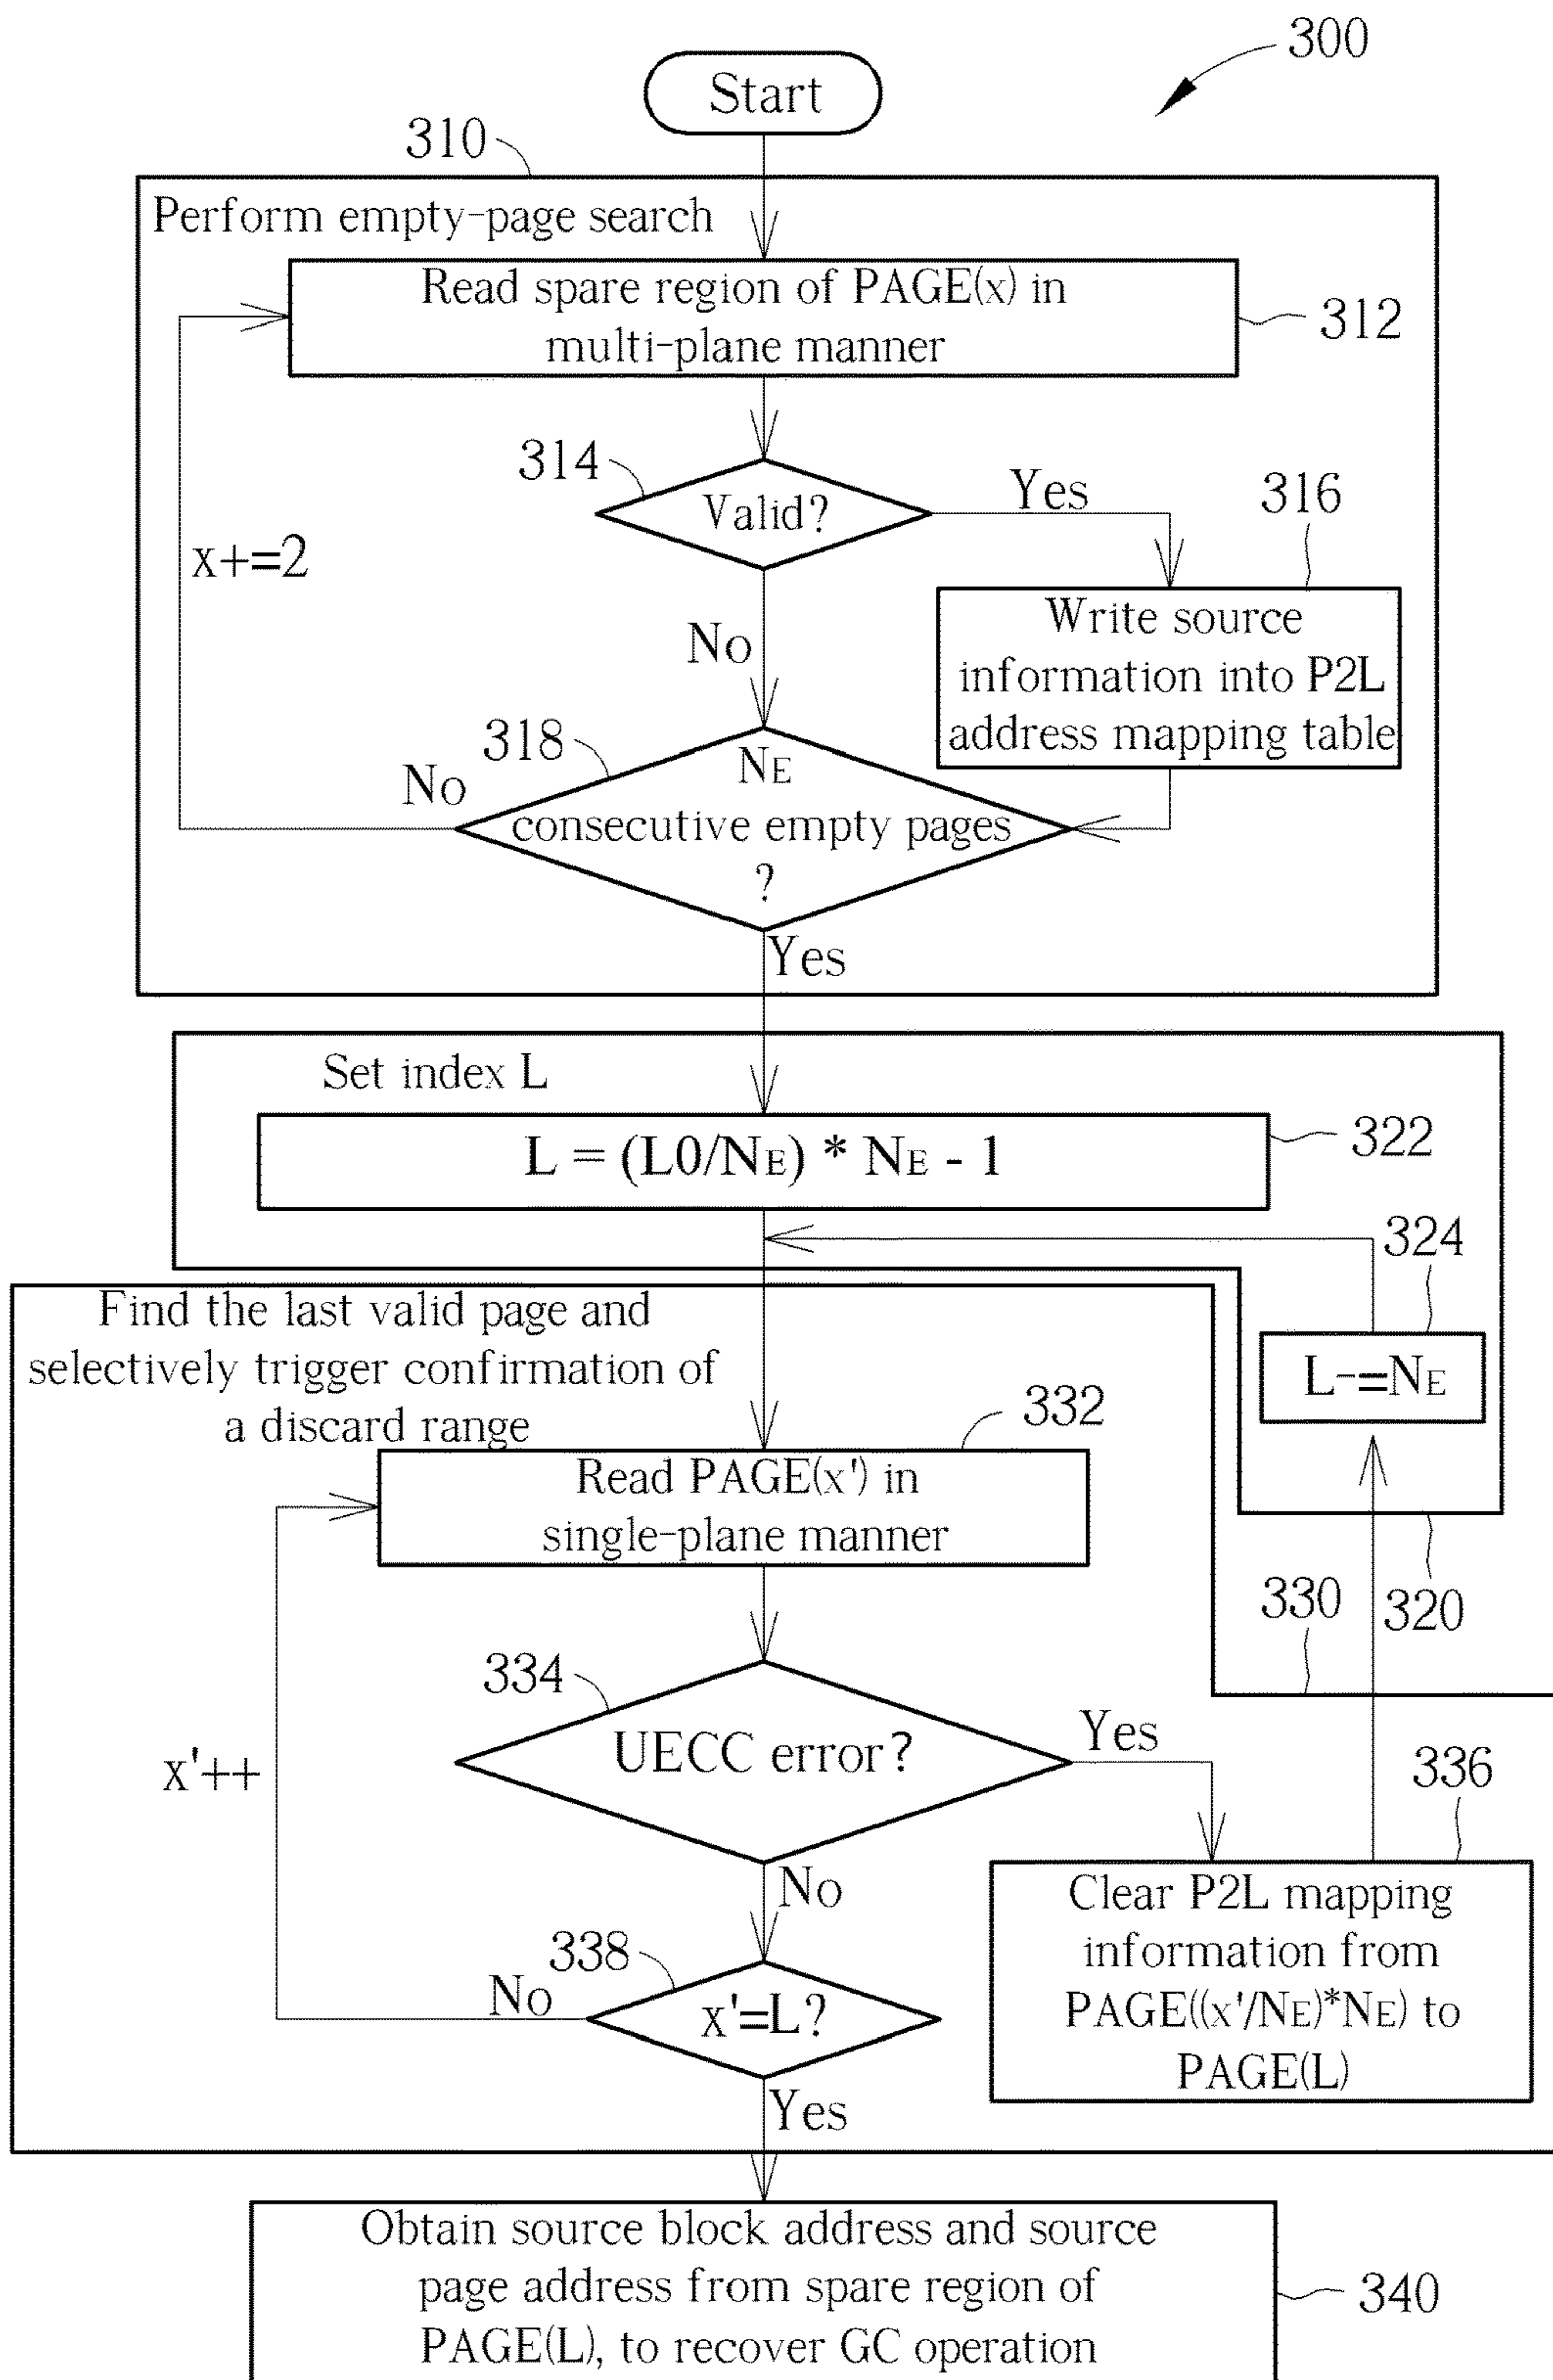 300
Start
310
Perform empty-page search
Read spare region of PAGE(x) in
multi-plane manner
312
314
Valid?
Yes
316
x+=2
No
Write source
information into P2L
address mapping table
318
No
NE
consecutive empty pages
?
Yes
Set index L
L = (L0/NE) * NE - 1
322
324
L-=NE
Find the last valid page and
selectively trigger confirmation of
a discard range
332
Read PAGE(x') in
single-plane manner
330
320
334
UECC error?
Yes
x'++
336
No
Clear P2L mapping
information from
PAGE((x'/NE)*NE) to
PAGE(L)
338
No
x'=L?
Yes
Obtain source block address and source
page address from spare region of
PAGE(L), to recover GC operation
340